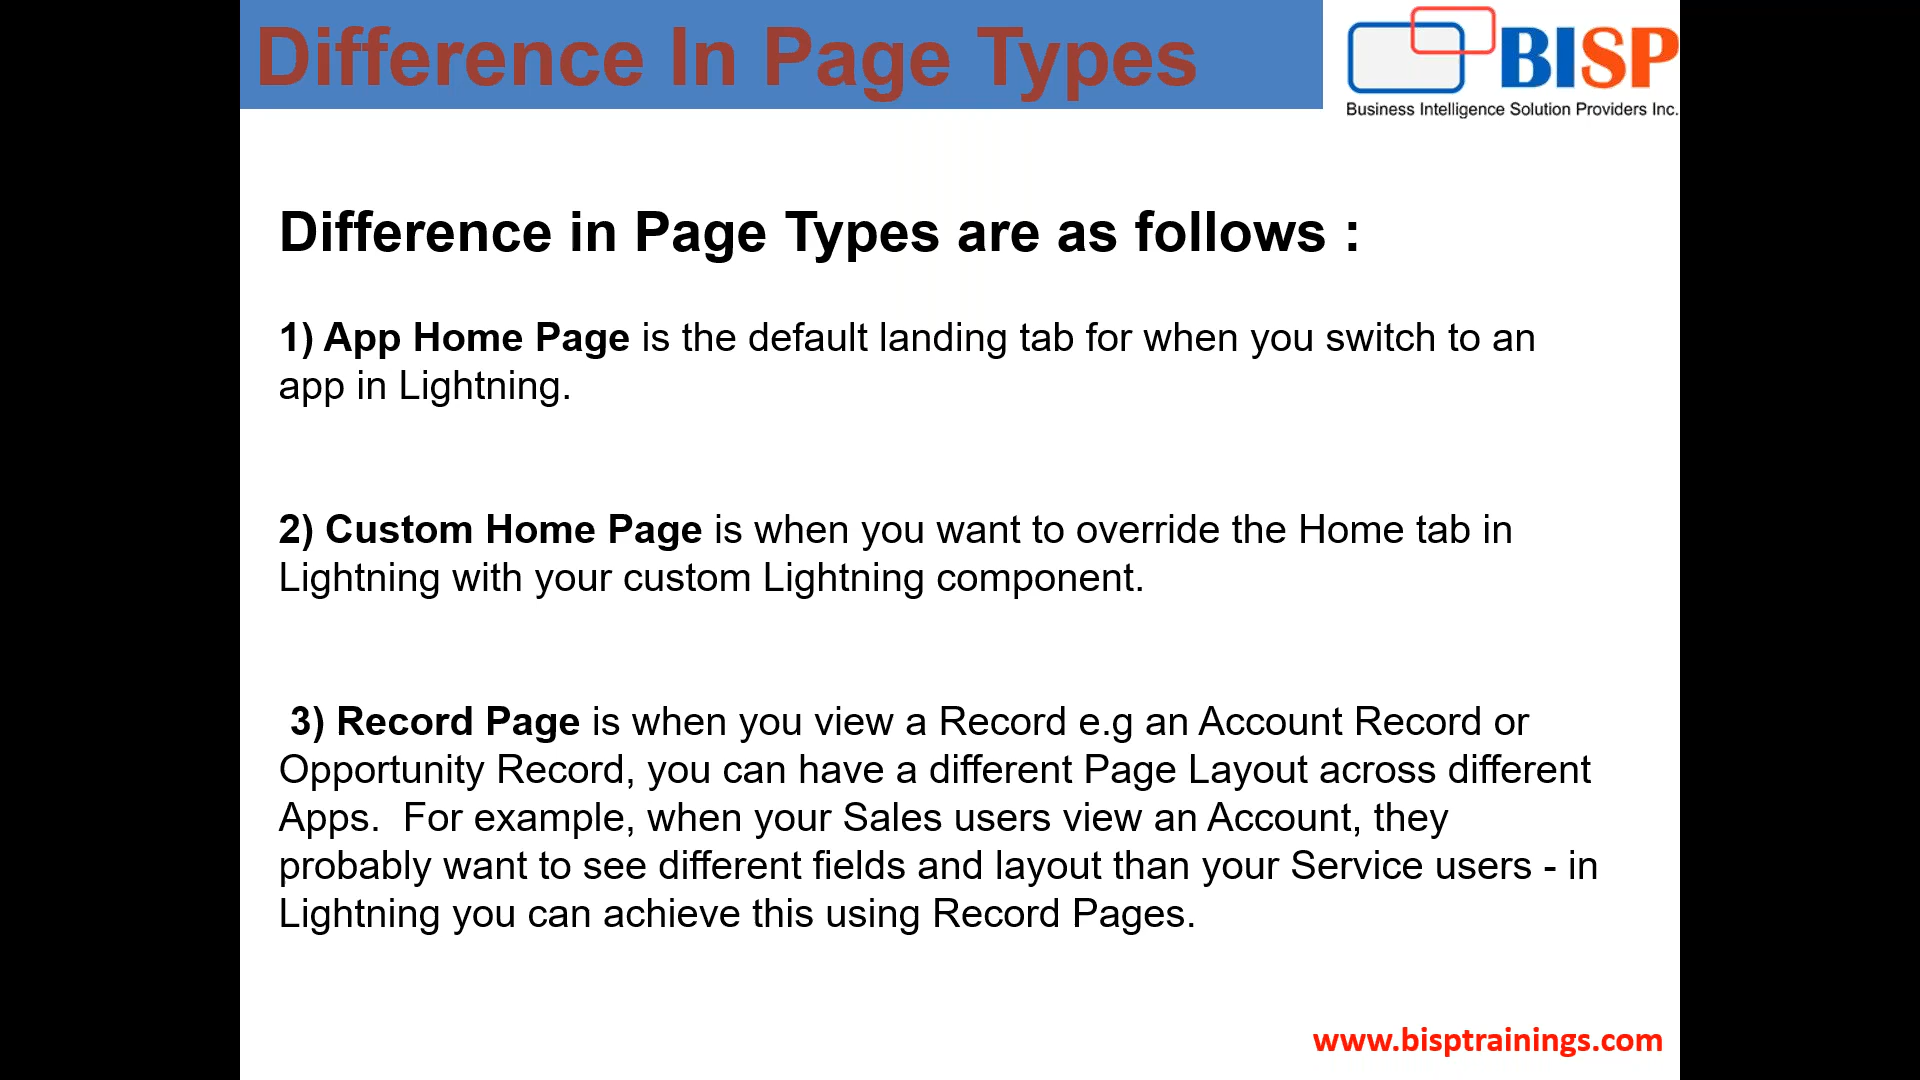 Difference In Page Types
BISP
Business Intelligence Solution Providers Inc.
Difference in Page Types are as follows :
1) App Home Page is the default landing tab for when you switch to an
app in Lightning.
2) Custom Home Page is when you want to override the Home tab in
Lightning with your custom Lightning component.
3) Record Page is when you view a Record e.g an Account Record or
Opportunity Record, you can have a different Page Layout across different
Apps.  For example, when your Sales users view an Account, they
probably want to see different fields and layout than your Service users - in
Lightning you can achieve this using Record Pages.
www.bisptrainings.com